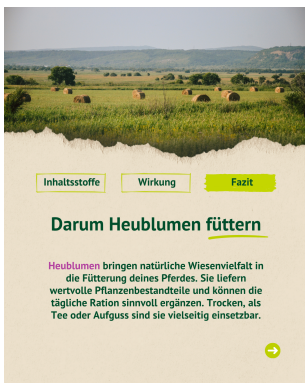 Inhaltsstoffe
Wirkung
Fazit
Darum Heublumen füttern
Heublumen bringen natürliche Wiesenvielfalt in
die Fütterung deines Pferdes. Sie liefern
wertvolle Pflanzenbestandteile und können die
tägliche Ration sinnvoll ergänzen. Trocken, als
Tee oder Aufguss sind sie vielseitig einsetzbar.